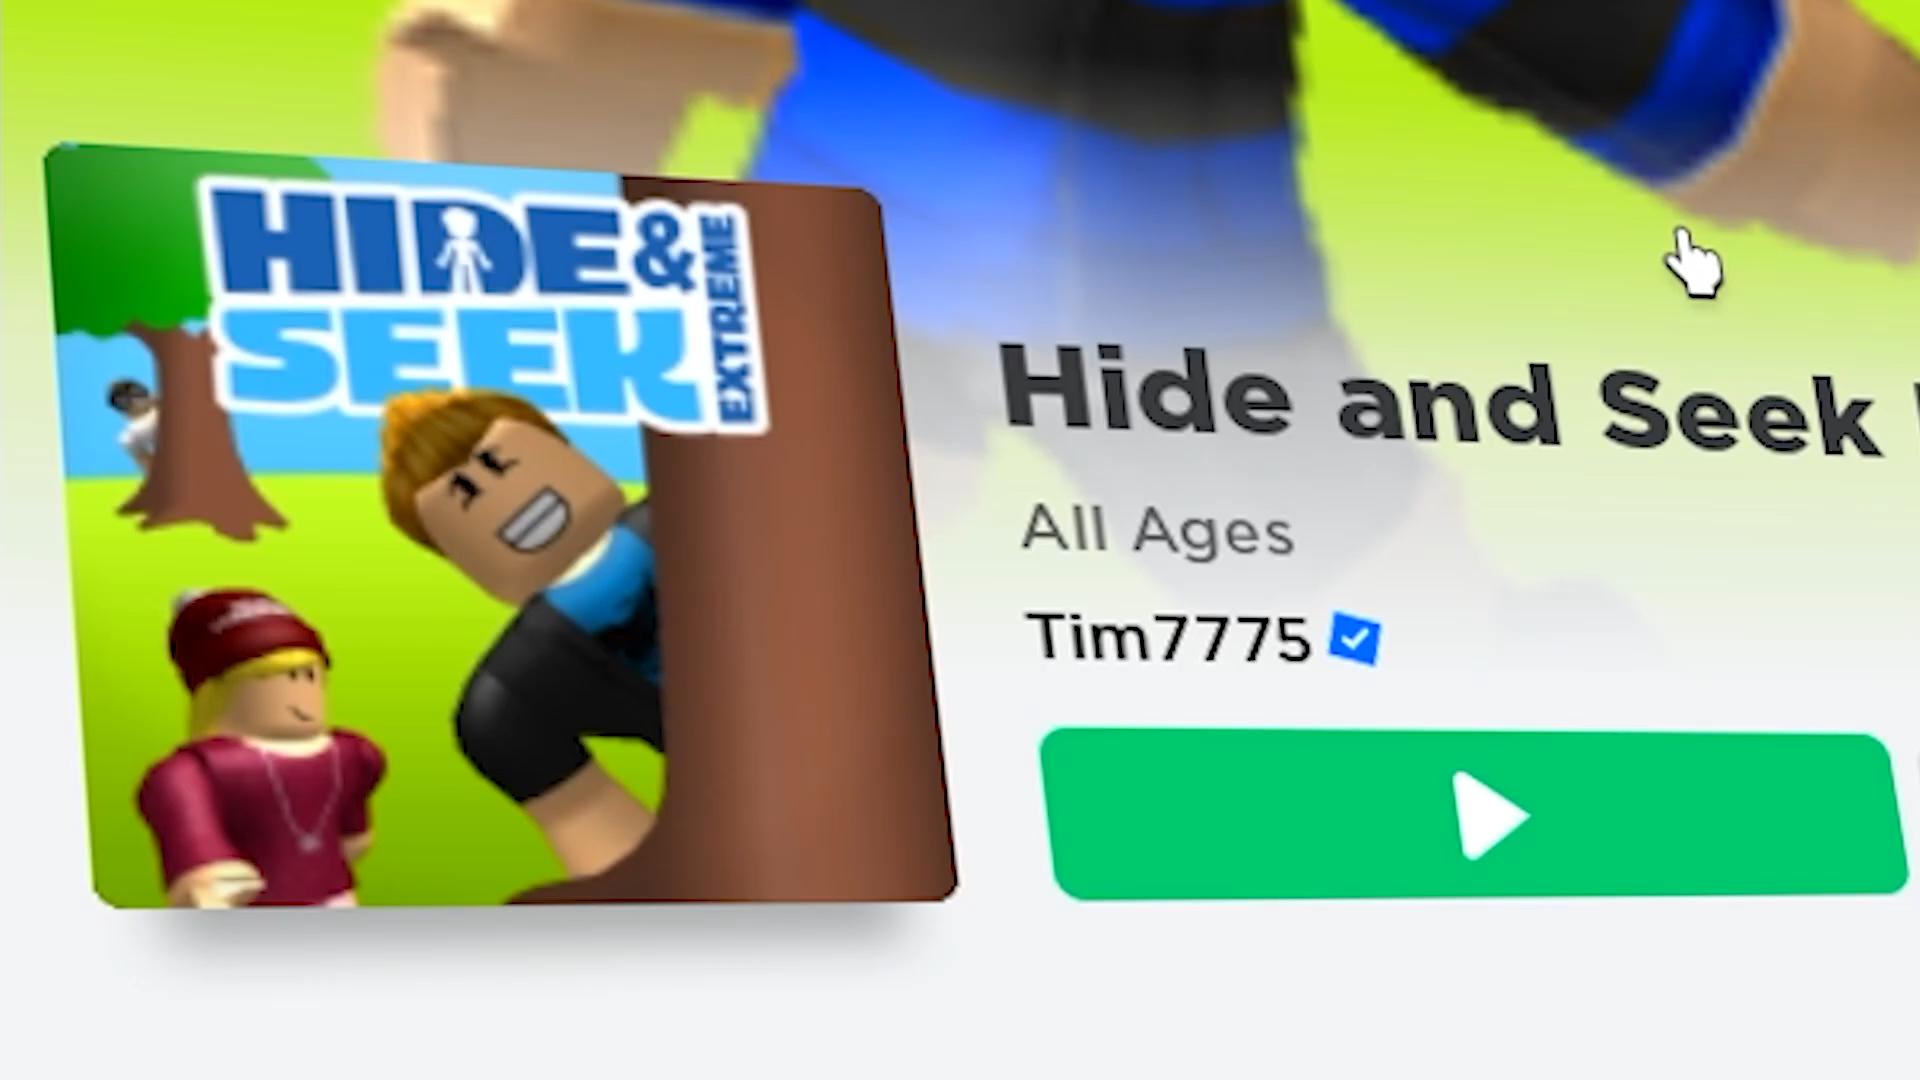 HIDE &
SEEK
EXTREME
Hide and Seek
All Ages
Tim7775